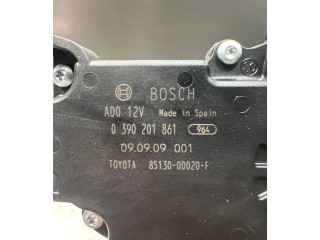 BOSCH
AD0 12V Made in Spain
0 390 201 861 964
09.09.09 001
TOYOTA 85130-0D020-F